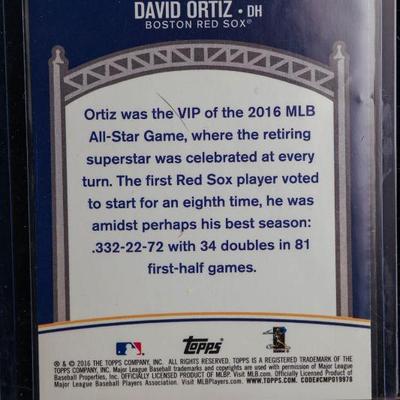 DAVID ORTIZ • DH
BOSTON RED SOX®
Ortiz was the VIP of the 2016 MLB
All-Star Game, where the retiring
superstar was celebrated at every
turn. The first Red Sox player voted
to start for an eighth time, he was
amidst perhaps his best season:
.332-22-72 with 34 doubles in 81
first-half games.
Topps
® & © 2016 THE TOPPS COMPANY, INC. ALL RIGHTS RESERVED. TOPPS IS A REGISTERED TRADEMARK OF THE
TOPPS COMPANY, INC. Major League Baseball trademarks and copyrights are used with permission of Major League
Baseball Properties, Inc. OFFICIALLY LICENSED PRODUCT OF MLBP. Visit MLB.com. Official Licensed Product of
Major League Baseball Players Association. Visit MLBPlayers.com. WWW.TOPPS.COM. CODE#CMP019978